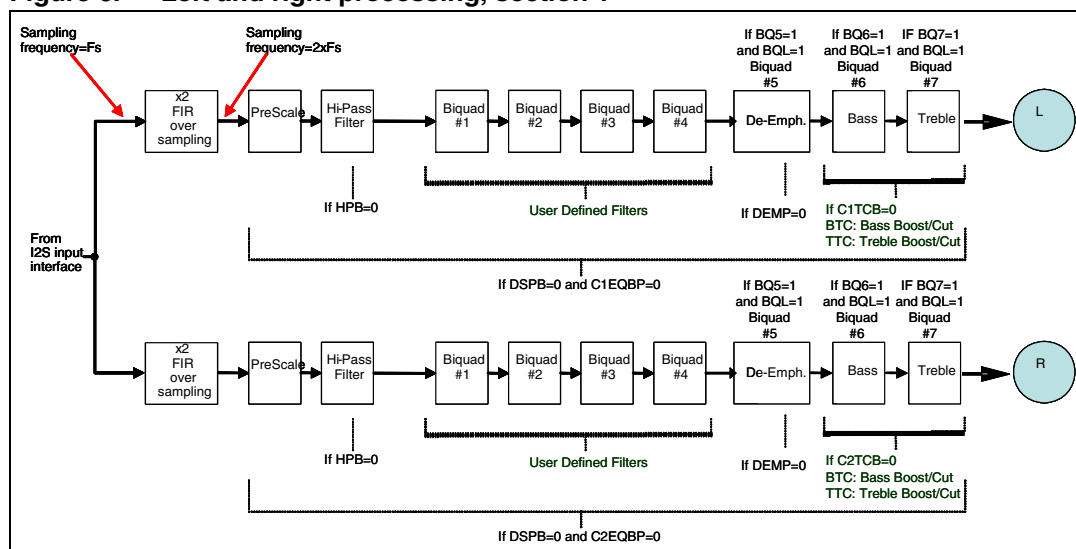 Sampling
frequency=Fs
Sampling
frequency=2xFs
If BQ5=1
and BQL=1
Biquad
#5
If BQ6=1
and BQL=1
Biquad
#6
IF BQ7=1
and BQL=1
Biquad
#7
x2
FIR
over
sampling
PreScale
Hi-Pass
Filter
Biquad
#1
Biquad
#2
Biquad
#3
Biquad
#4
De-Emph.
Bass
Treble
L
If HPB=0
User Defined Filters
If DEMP=0
If C1TCB=0
BTC: Bass Boost/Cut
TTC: Treble Boost/Cut
From
I2S input
interface
If DSPB=0 and C1EQBP=0
If BQ5=1
and BQL=1
Biquad
#5
If BQ6=1
and BQL=1
Biquad
#6
IF BQ7=1
and BQL=1
Biquad
#7
x2
FIR
over
sampling
PreScale
Hi-Pass
Filter
Biquad
#1
Biquad
#2
Biquad
#3
Biquad
#4
De-Emph.
Bass
Treble
R
If HPB=0
User Defined Filters
If DEMP=0
If C2TCB=0
BTC: Bass Boost/Cut
TTC: Treble Boost/Cut
If DSPB=0 and C2EQBP=0